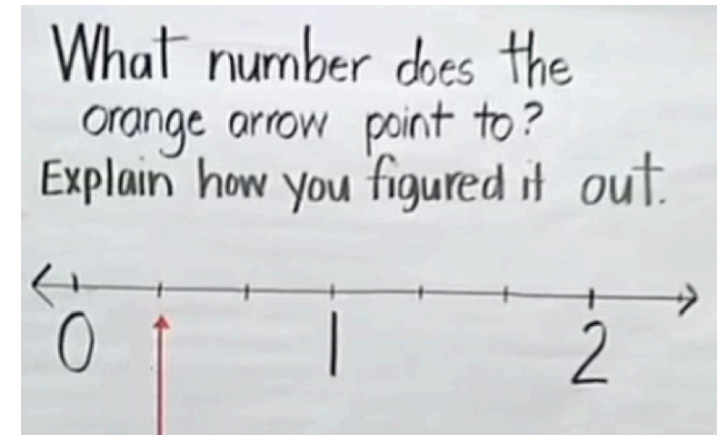 What number does the
orange arrow point to?
Explain how you figured it out.
0 1 2